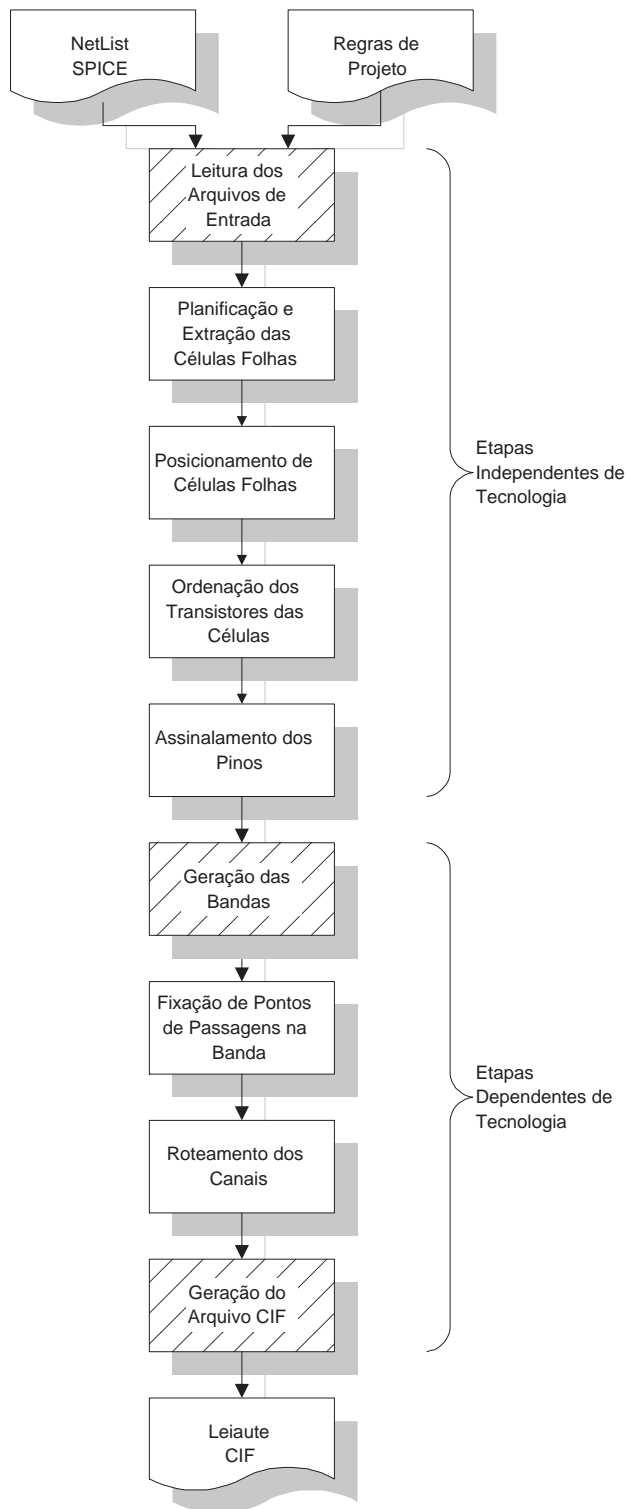 NetList
SPICE
Regras de
Projeto
Leitura dos
Arquivos de
Entrada
Planificação e
Extração das
Células Folhas
Posicionamento de
Células Folhas
Ordenação dos
Transistores das
Células
Assinalamento dos
Pinos
Etapas
Independentes de
Tecnologia
Geração das
Bandas
Fixação de Pontos
de Passagens na
Banda
Roteamento dos
Canais
Geração do
Arquivo CIF
Etapas
Dependentes de
Tecnologia
Leiaute
CIF